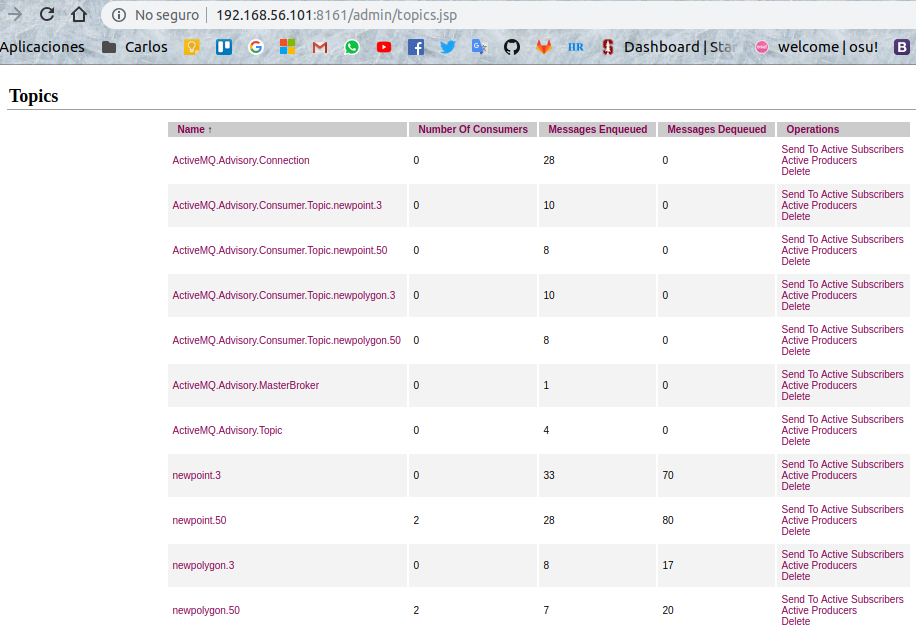 No seguro 192.168.56.101:8161/admin/topics.jsp
Aplicaciones Carlos HR Dashboard | Sta welcome | osu! B
Topics
Name ↑ Number Of Consumers Messages Enqueued Messages Dequeued Operations
ActiveMQ.Advisory.Connection 0 28 0 Send To Active Subscribers
Active Producers
Delete
ActiveMQ.Advisory.Consumer.Topic.newpoint.3 0 10 0 Send To Active Subscribers
Active Producers
Delete
ActiveMQ.Advisory.Consumer.Topic.newpoint.50 0 8 0 Send To Active Subscribers
Active Producers
Delete
ActiveMQ.Advisory.Consumer.Topic.newpolygon.3 0 10 0 Send To Active Subscribers
Active Producers
Delete
ActiveMQ.Advisory.Consumer.Topic.newpolygon.50 0 8 0 Send To Active Subscribers
Active Producers
Delete
ActiveMQ.Advisory.MasterBroker 0 1 0 Send To Active Subscribers
Active Producers
Delete
ActiveMQ.Advisory.Topic 0 4 0 Send To Active Subscribers
Active Producers
Delete
newpoint.3 0 33 70 Send To Active Subscribers
Active Producers
Delete
newpoint.50 2 28 80 Send To Active Subscribers
Active Producers
Delete
newpolygon.3 0 8 17 Send To Active Subscribers
Active Producers
Delete
newpolygon.50 2 7 20 Send To Active Subscribers
Active Producers
Delete